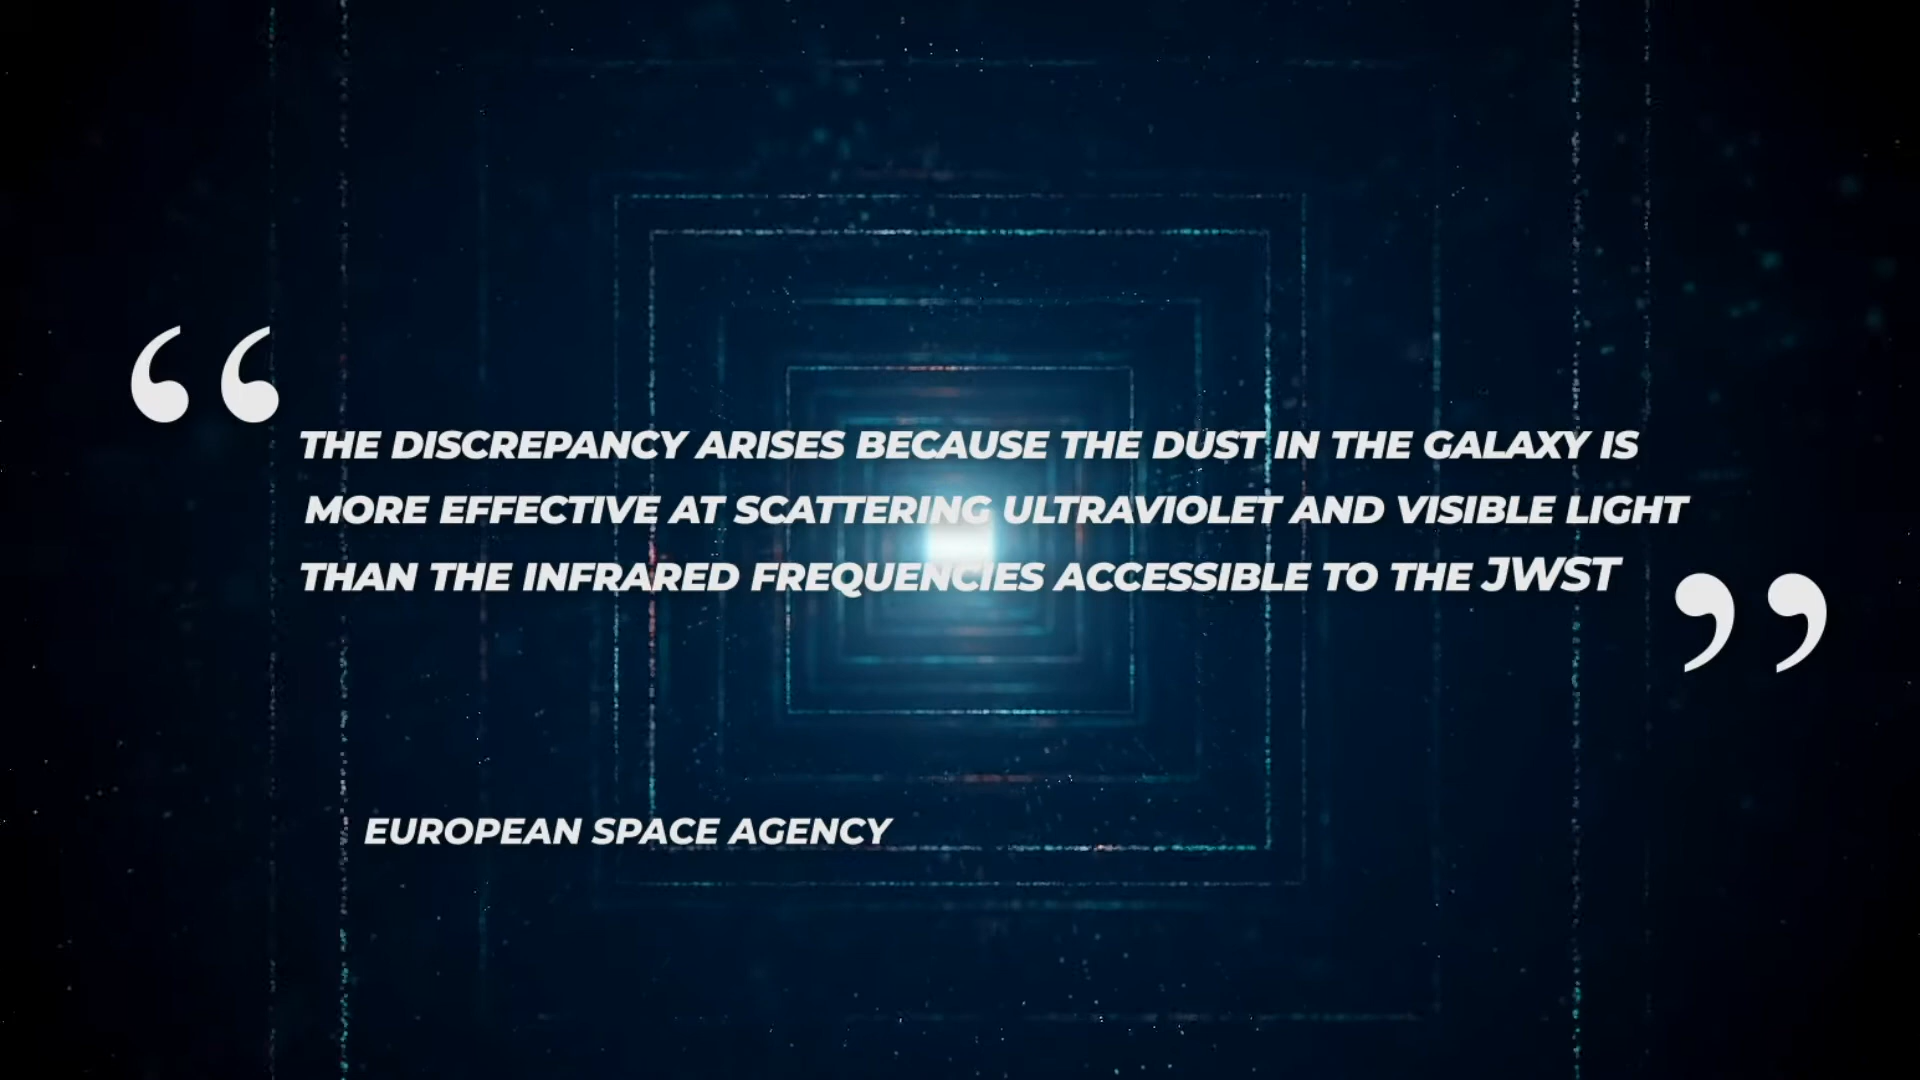 “
THE DISCREPANCY ARISES BECAUSE THE DUST IN THE GALAXY IS
MORE EFFECTIVE AT SCATTERING ULTRAVIOLET AND VISIBLE LIGHT
THAN THE INFRARED FREQUENCIES ACCESSIBLE TO THE JWST
”
EUROPEAN SPACE AGENCY